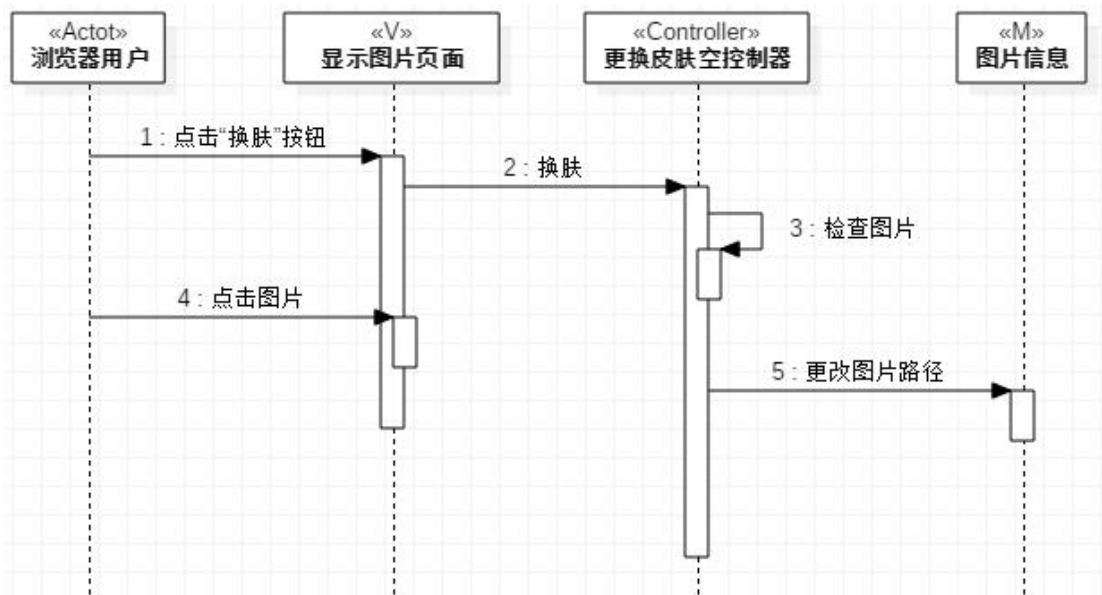 «Actot»
浏览器用户
«V»
显示图片页面
«Controller»
更换皮肤空控制器
«M»
图片信息
1 : 点击“换肤”按钮
2 : 换肤
3 : 检查图片
4 : 点击图片
5 : 更改图片路径